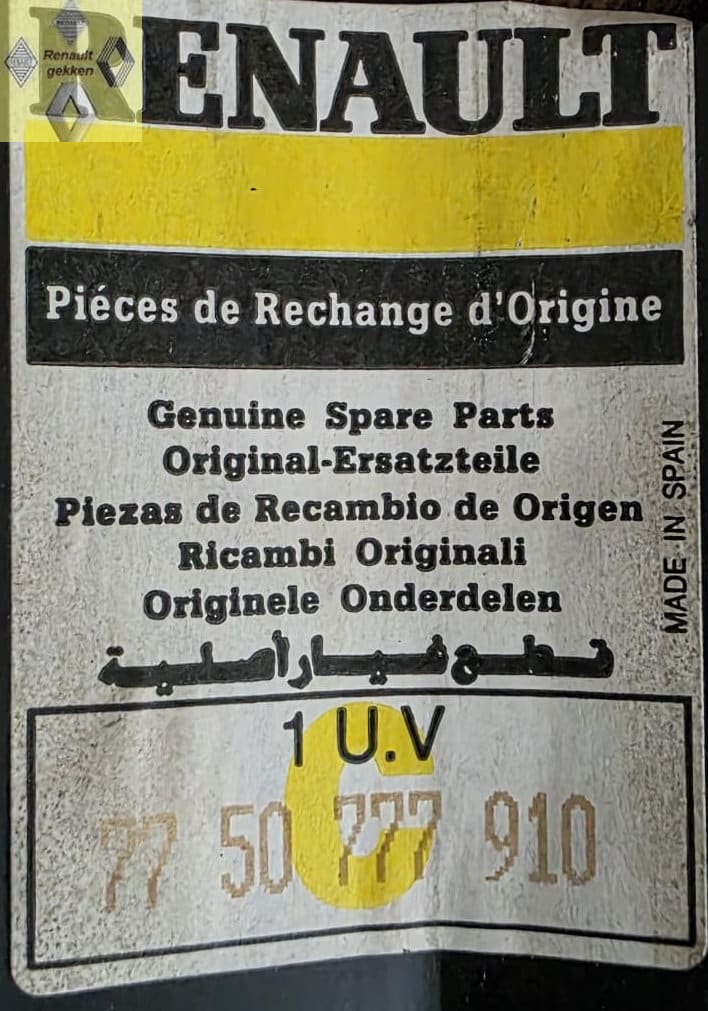 Renault
gekken
RENAULT
Piéces de Rechange d'Origine
Genuine Spare Parts
Original-Ersatzteile
Piezas de Recambio de Origen
Ricambi Originali
Originele Onderdelen
قطع غيار أصلية
MADE IN SPAIN
1 U.V
C
77 50 777 910